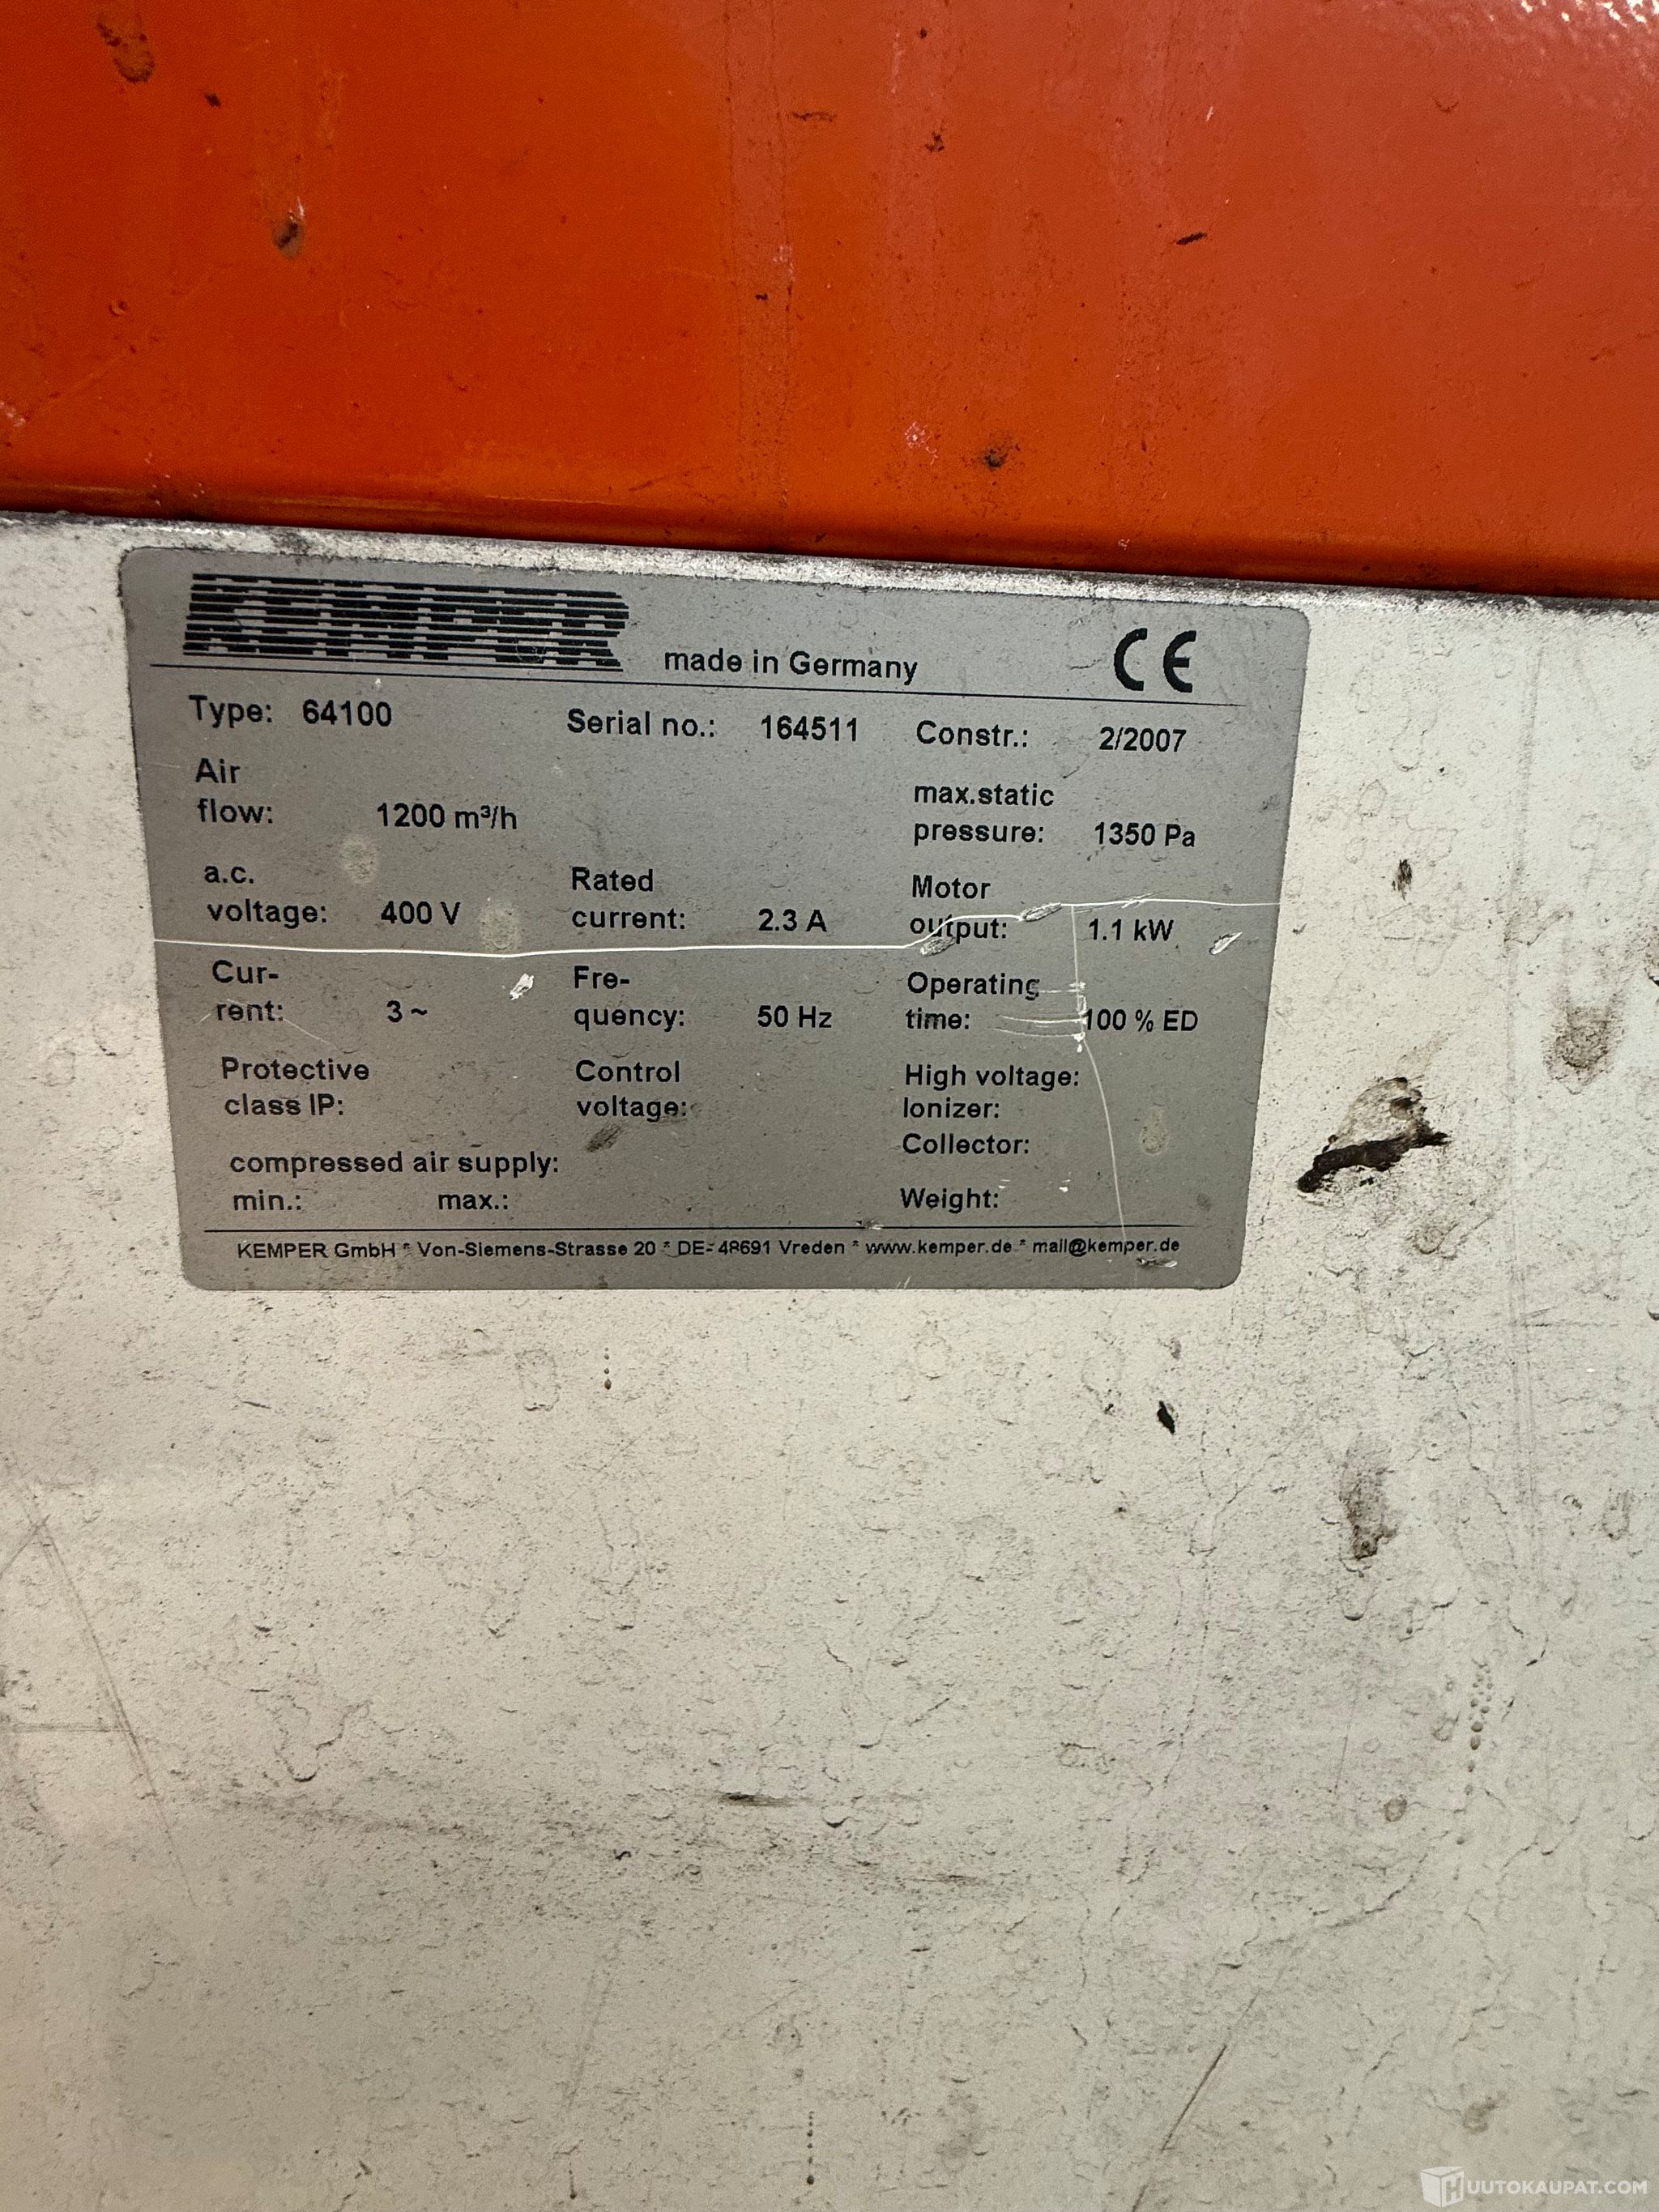 KEMPER made in Germany CE
Type: 64100 Serial no.: 164511 Constr.: 2/2007
Air flow: 1200 m³/h max.static pressure: 1350 Pa
a.c. voltage: 400 V Rated current: 2.3 A Motor output: 1.1 kW
Cur-rent: 3 ~ Fre-quency: 50 Hz Operating time: 100 % ED
Protective class IP: Control voltage: High voltage:
Ionizer:
Collector:
compressed air supply:
min.: max.: Weight:
KEMPER GmbH * Von-Siemens-Strasse 20 * DE- 48691 Vreden * www.kemper.de * mail@kemper.de
HUUTOKAUPAT.COM